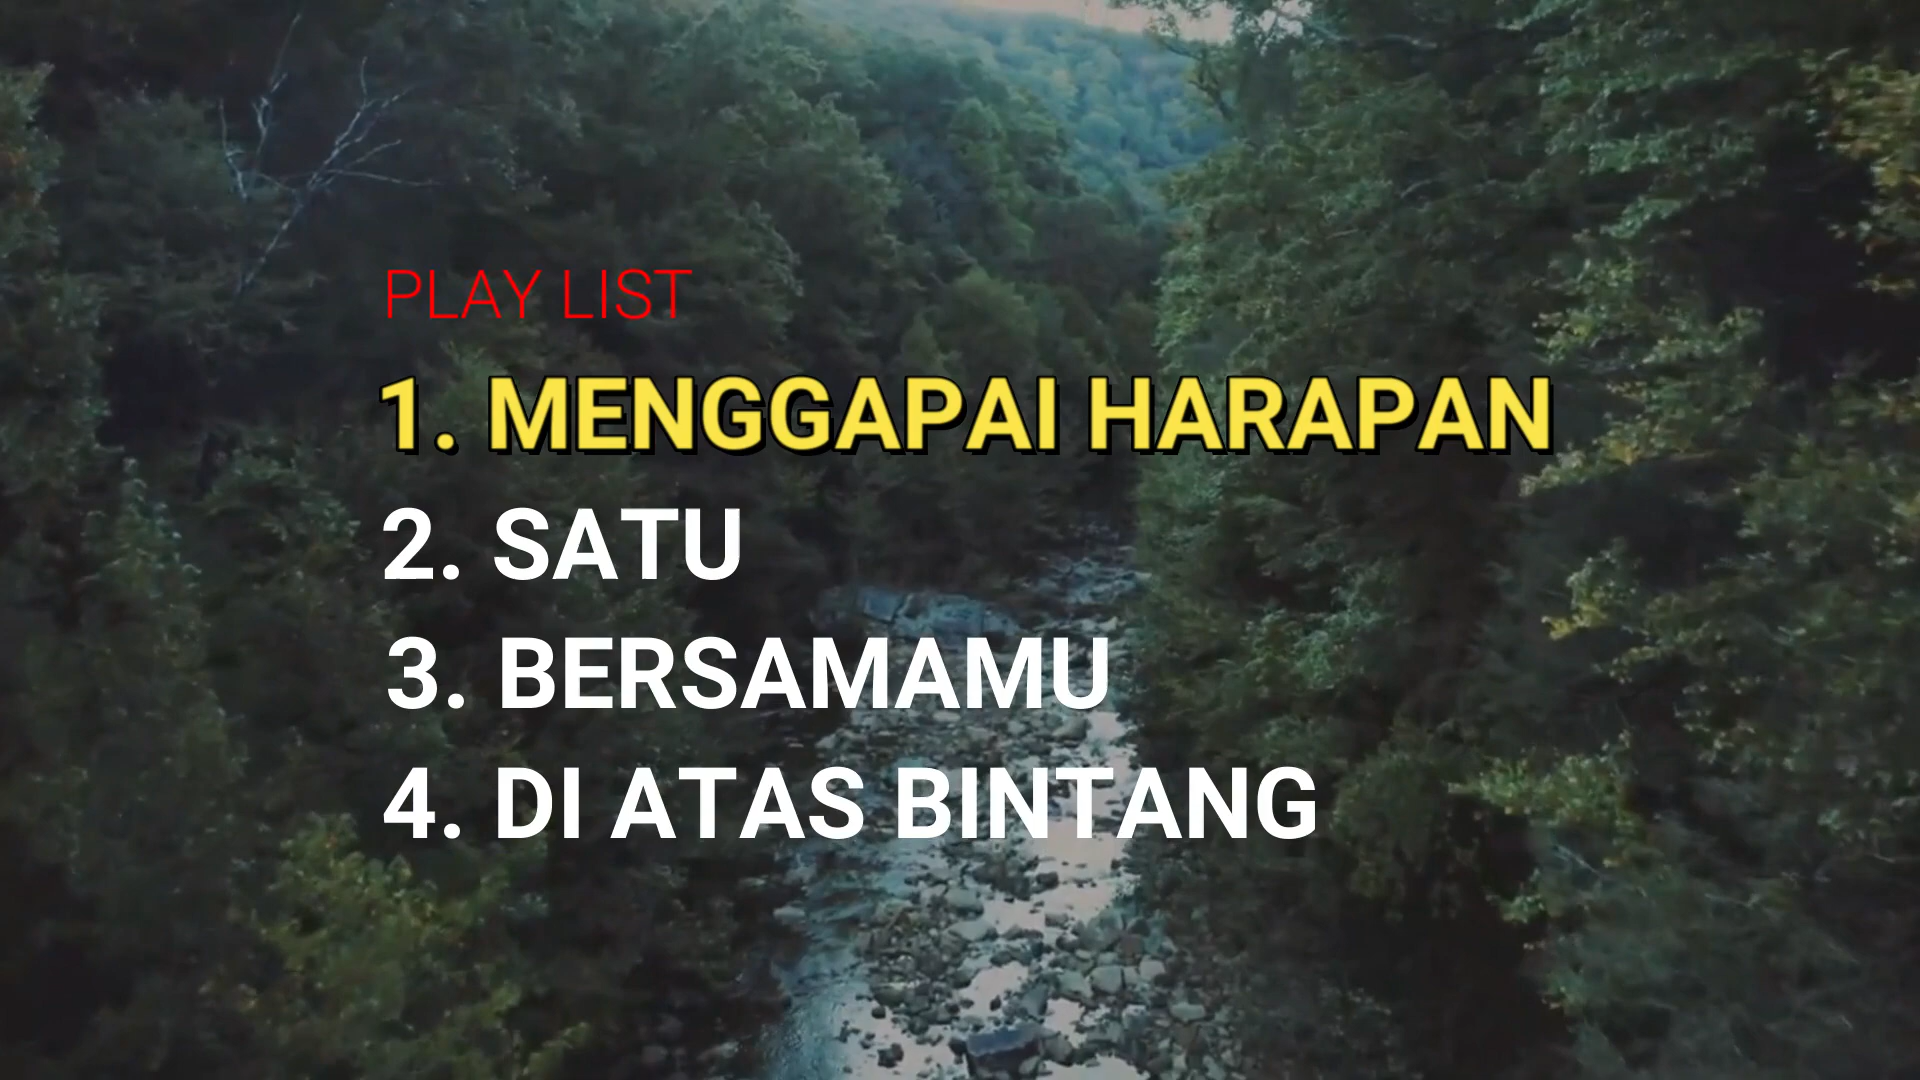 PLAY LIST
1. MENGGAPAI HARAPAN
2. SATU
3. BERSAMAMU
4. DI ATAS BINTANG